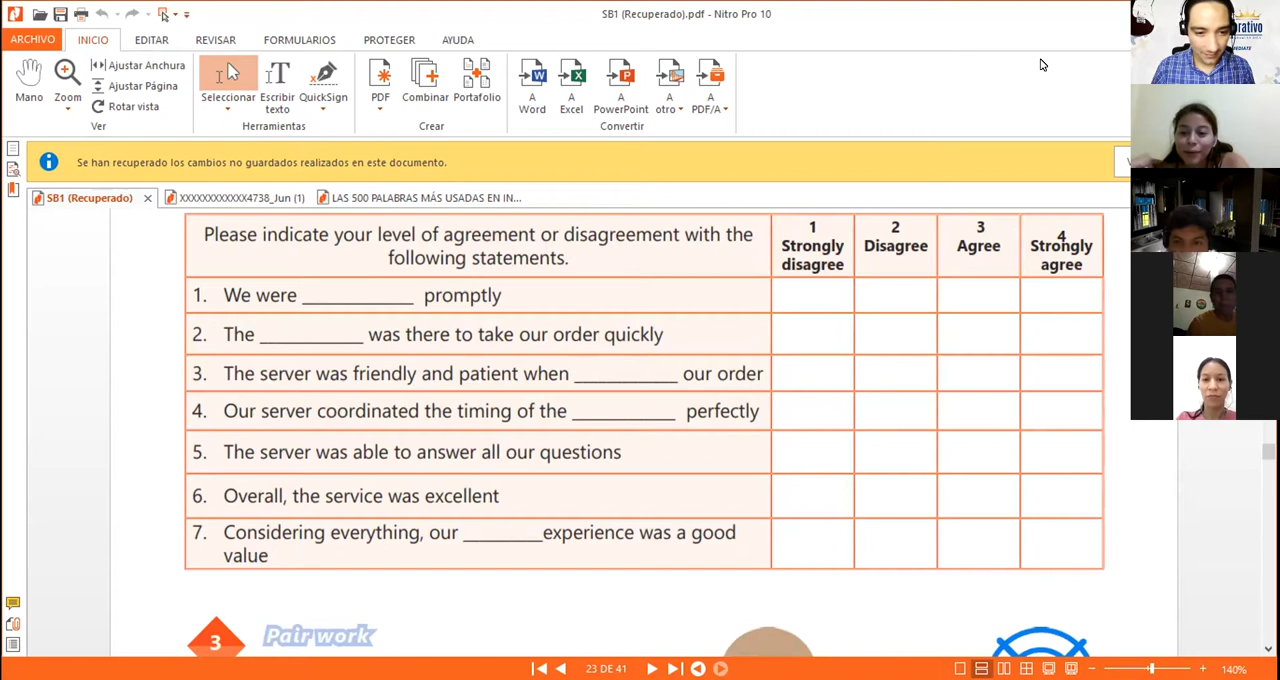 SB1 (Recuperado).pdf - Nitro Pro 10
ARCHIVO INICIO EDITAR REVISAR FORMULARIOS PROTEGER AYUDA
Mano
Zoom
Ajustar Anchura
Ajustar Página
Rotar vista
Ver
Seleccionar
Escribir texto
QuickSign
Herramientas
PDF
Combinar
Portafolio
Crear
A Word
A Excel
A PowerPoint
A otro
A PDF/A
Convertir
Se han recuperado los cambios no guardados realizados en este documento.
SB1 (Recuperado) XXXXXXXXXXXX4738_Jun (1) LAS 500 PALABRAS MÁS USADAS EN IN...
Please indicate your level of agreement or disagreement with the
following statements.
1
Strongly
disagree
2
Disagree
3
Agree
4
Strongly
agree
1. We were ____________ promptly
2. The ___________ was there to take our order quickly
3. The server was friendly and patient when ___________ our order
4. Our server coordinated the timing of the ___________ perfectly
5. The server was able to answer all our questions
6. Overall, the service was excellent
7. Considering everything, our ________experience was a good
value
3 Pair work
23 DE 41
140%